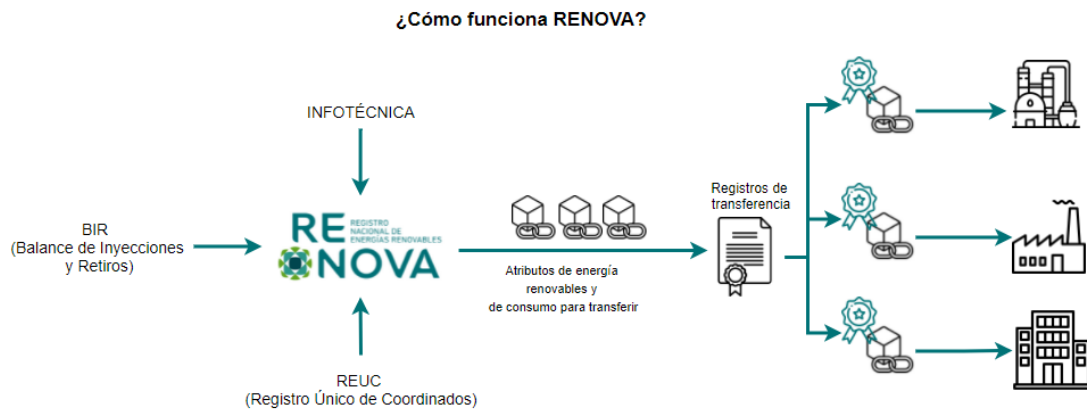 ¿Cómo funciona RENOVA?
INFOTÉCNICA
BIR
(Balance de Inyecciones
y Retiros)
RE
REGISTRO
NACIONAL DE
ENERGÍAS RENOVABLES
NOVA
REUC
(Registro Único de Coordinados)
Atributos de energía
renovables y
de consumo para transferir
Registros de
transferencia